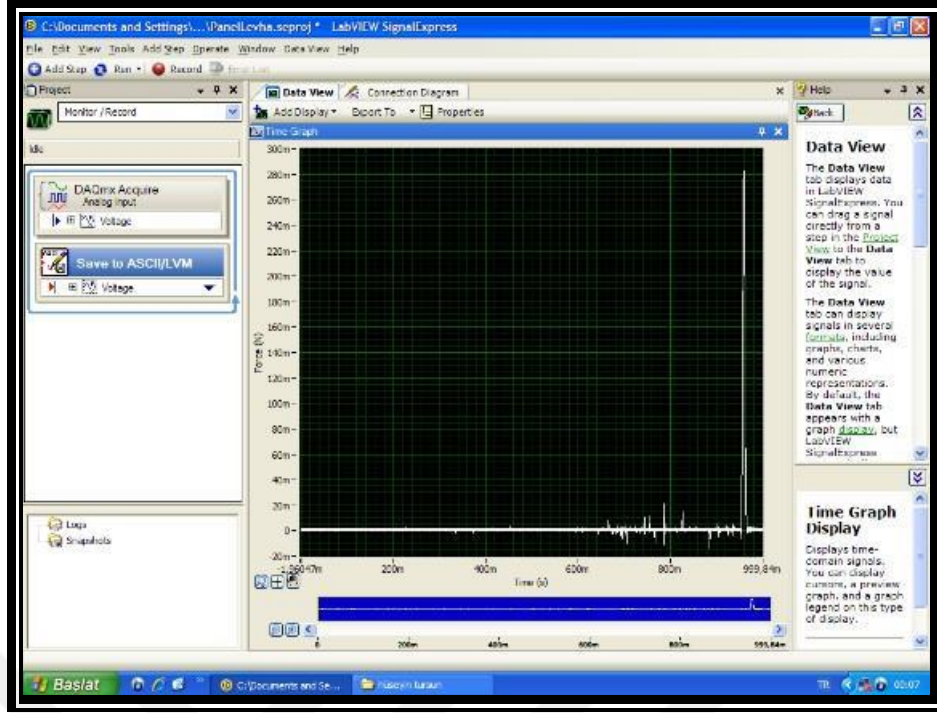 C:\Documents and Settings\...\PanelLevha.seproj * LabVIEW SignalExpress
File Edit View Tools Add Step Operate Window Data View Help
Add Step Run Record Error List
Project
Monitor / Record
Idle
DAQmx Acquire
Analog Input
Voltage
Save to ASCII/LVM
Voltage
Logs
Snapshots
Data View Connection Diagram
Add Display Export To Properties
Time Graph
300m
280m
260m
240m
220m
200m
180m
160m
140m
120m
100m
80m
60m
40m
20m
0
-20m
Force (N)
200m 400m 600m 800m 999,84m
Time (s)
0 200m 400m 600m 800m 999,84m
Help
Back
Data View
The Data View
tab displays data
in LabVIEW
SignalExpress. You
can drag a signal
directly from a
step in the Project
View to the Data
View tab to
display the value
of the signal.
The Data View
tab can display
signals in several
formats, including
graphs, charts,
and various
numeric
representations.
By default, the
Data View tab
appears with a
graph display, but
LabVIEW
SignalExpress
Time Graph
Display
Displays time-
domain signals.
You can display
cursors, a preview
graph, and a graph
legend on this type
of display.
Başlat
C:\Documents and Se...
hüseyin tursun
TR
00:07